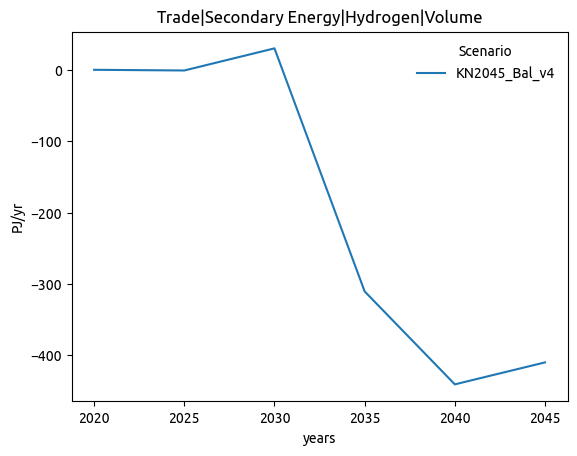 Trade|Secondary Energy|Hydrogen|Volume
Scenario
KN2045_Bal_v4
PJ/yr
0
−100
−200
−300
−400
2020 2025 2030 2035 2040 2045
years